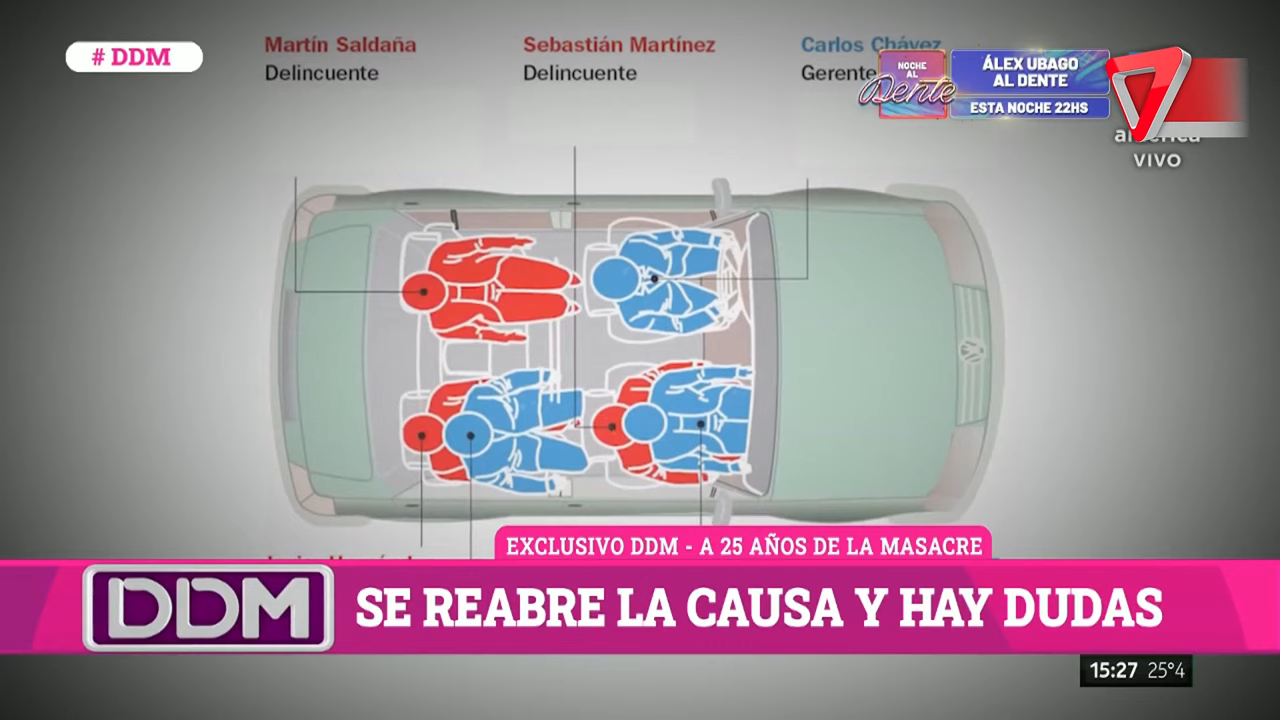 # DDM
Martín Saldaña
Delincuente
Sebastián Martínez
Delincuente
Carlos Chávez
Gerente
NOCHE
AL
Dente
ÁLEX UBAGO
AL DENTE
ESTA NOCHE 22HS
américa
VIVO
EXCLUSIVO DDM - A 25 AÑOS DE LA MASACRE
DDM
SE REABRE LA CAUSA Y HAY DUDAS
15:27 25°4